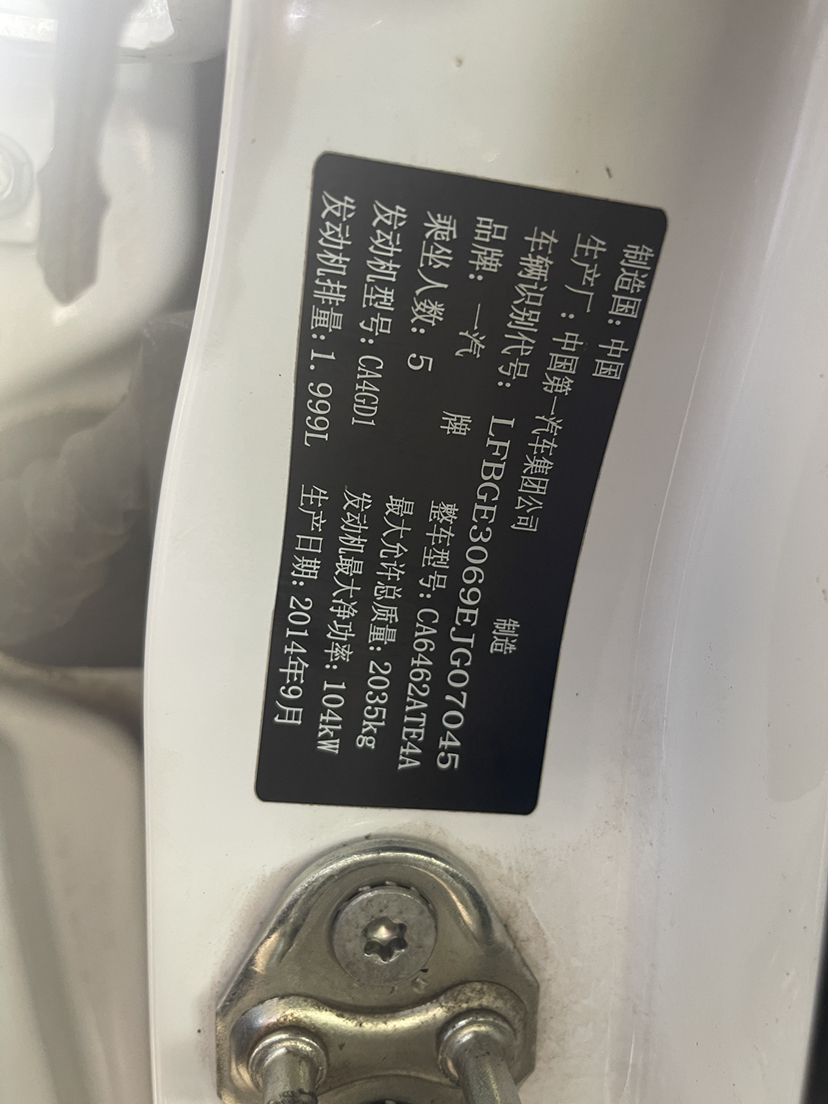 制造国：中国
生产厂：中国第一汽车集团公司 制造
车辆识别代号：LFBGE3069EJG07045
品牌：一汽 牌 整车型号：CA6462ATE4A
乘坐人数：5 最大允许总质量：2035kg
发动机型号：CA4GD1 发动机最大净功率：104kW
发动机排量：1.999L 生产日期：2014年9月